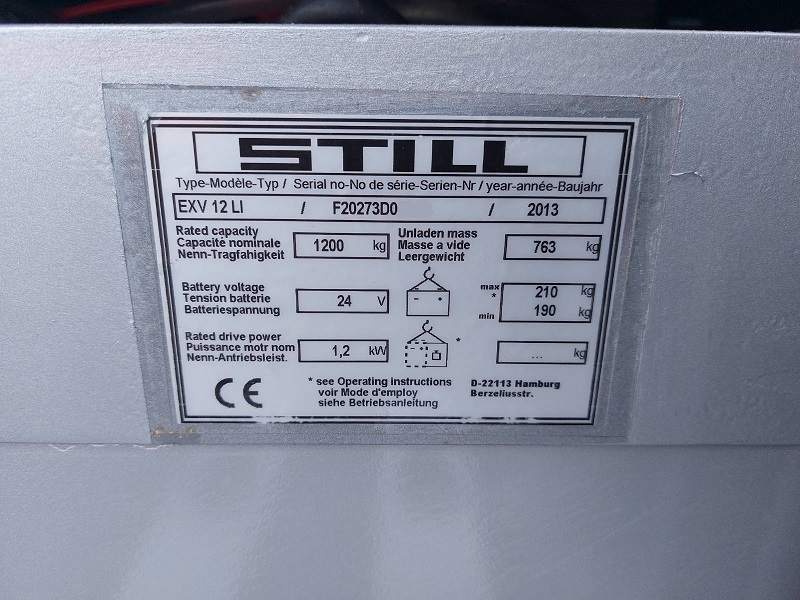 STILL
Type-Modèle-Typ / Serial no-No de série-Serien-Nr / year-année-Baujahr
EXV 12 LI / F20273D0 / 2013
Rated capacity
Capacité nominale
Nenn-Tragfahigkeit
1200 kg
Unladen mass
Masse a vide
Leergewicht
763 kg
Battery voltage
Tension batterie
Batteriespannung
24 V
max 210 kg
*
min 190 kg
Rated drive power
Puissance motr nom
Nenn-Antriebsleist.
1,2 kW
*
... kg
CE
* see Operating instructions
voir Mode d'employ
siehe Betriebsanleitung
D-22113 Hamburg
Berzeliusstr.